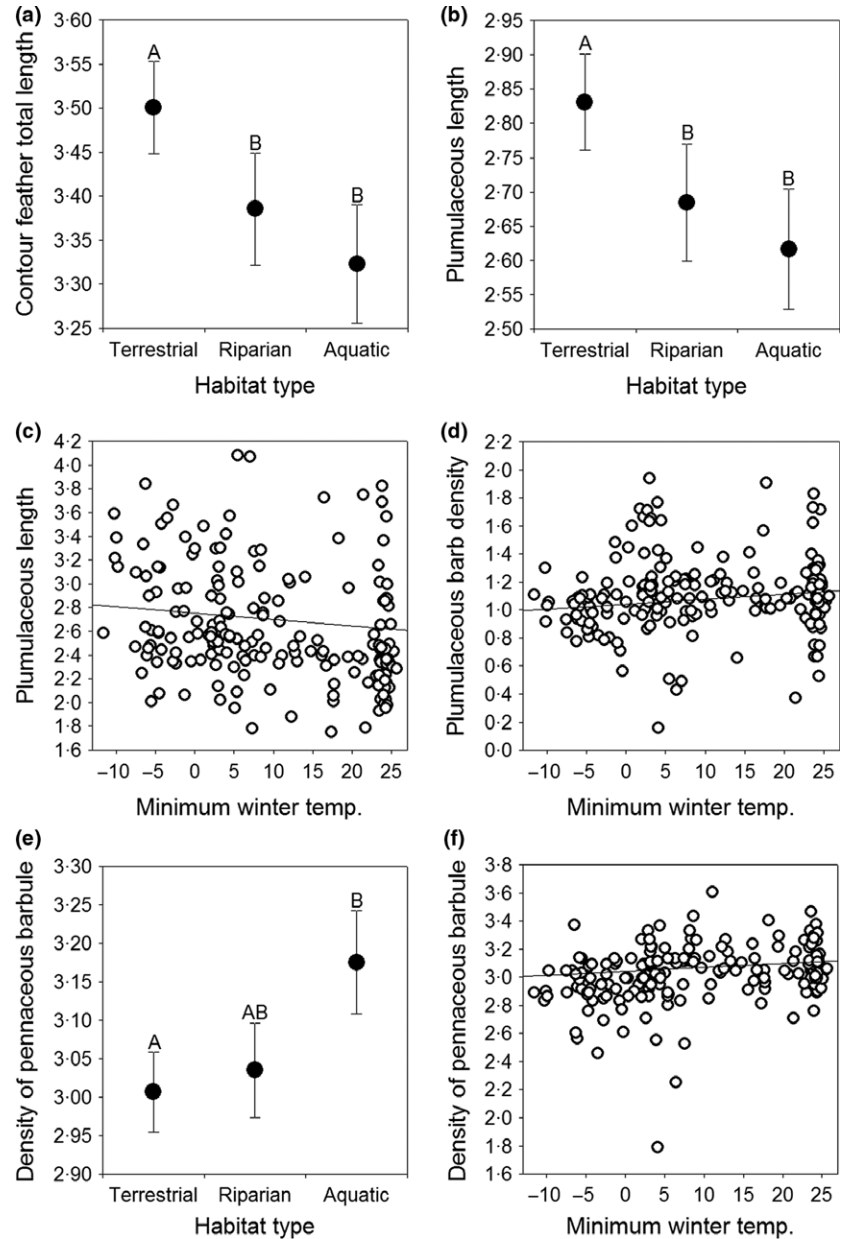 (a)
3·60
3·55
3·50
3·45
3·40
3·35
3·30
3·25
Contour feather total length
A
B
B
Terrestrial Riparian Aquatic
Habitat type
(b)
2·95
2·90
2·85
2·80
2·75
2·70
2·65
2·60
2·55
2·50
Plumulaceous length
A
B
B
Terrestrial Riparian Aquatic
Habitat type
(c)
4·2
4·0
3·8
3·6
3·4
3·2
3·0
2·8
2·6
2·4
2·2
2·0
1·8
1·6
Plumulaceous length
–10 –5 0 5 10 15 20 25
Minimum winter temp.
(d)
2·2
2·0
1·8
1·6
1·4
1·2
1·0
0·8
0·6
0·4
0·2
0·0
Plumulaceous barb density
–10 –5 0 5 10 15 20 25
Minimum winter temp.
(e)
3·30
3·25
3·20
3·15
3·10
3·05
3·00
2·95
2·90
Density of pennaceous barbule
A
AB
B
Terrestrial Riparian Aquatic
Habitat type
(f)
3·8
3·6
3·4
3·2
3·0
2·8
2·6
2·4
2·2
2·0
1·8
1·6
Density of pennaceous barbule
–10 –5 0 5 10 15 20 25
Minimum winter temp.